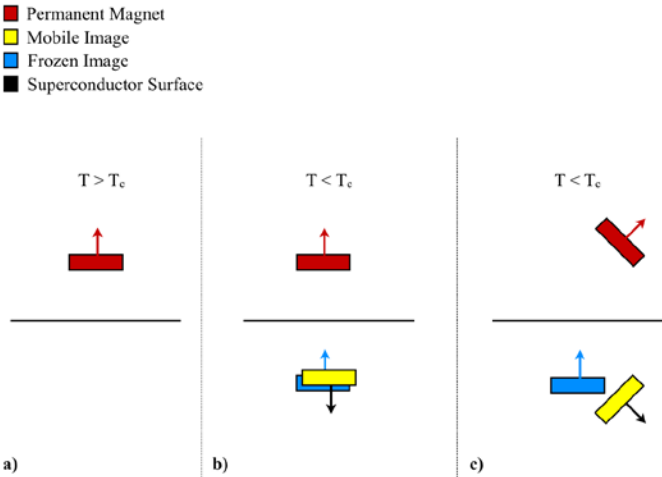 Permanent Magnet
Mobile Image
Frozen Image
Superconductor Surface
T > Tc
T < Tc
T < Tc
a)
b)
c)